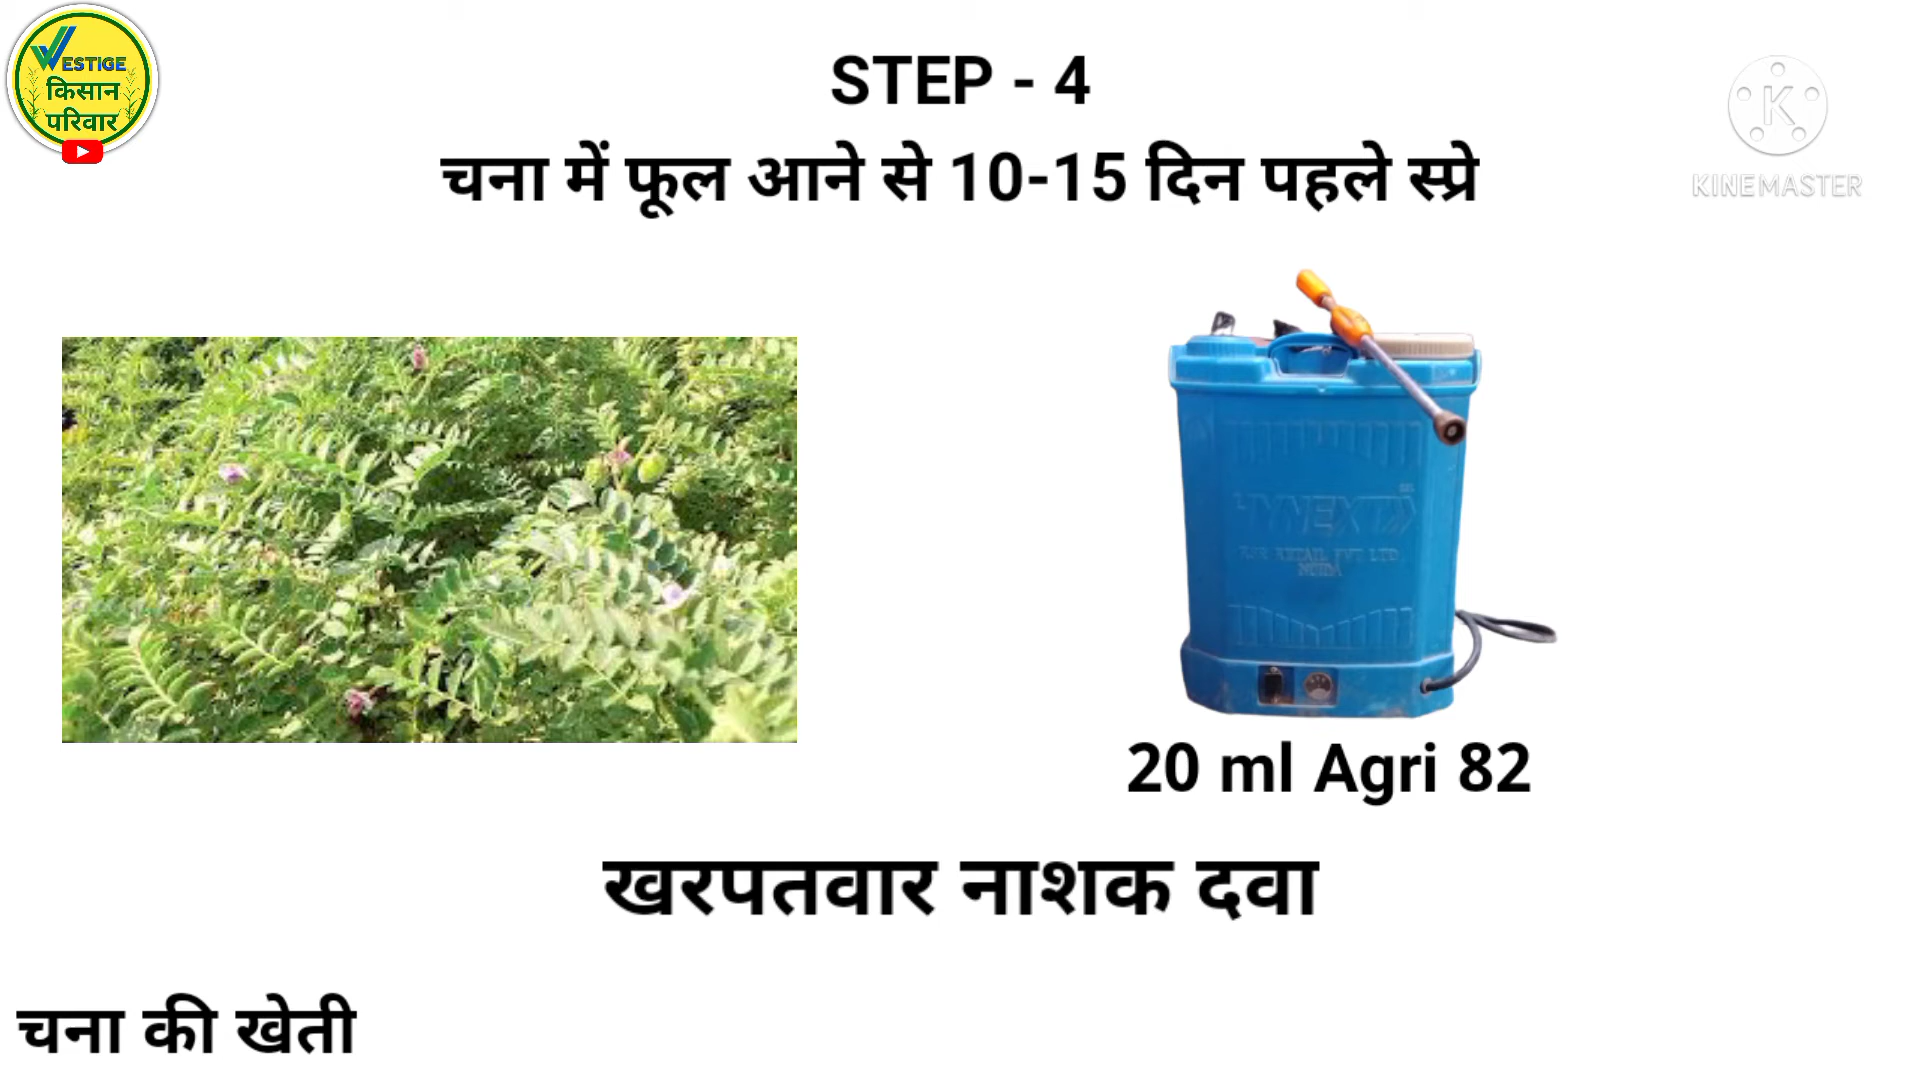 VESTIGE
किसान
परिवार
STEP - 4
चना में फूल आने से 10-15 दिन पहले स्प्रे
KINEMASTER
20 ml Agri 82
खरपतवार नाशक दवा
चना की खेती